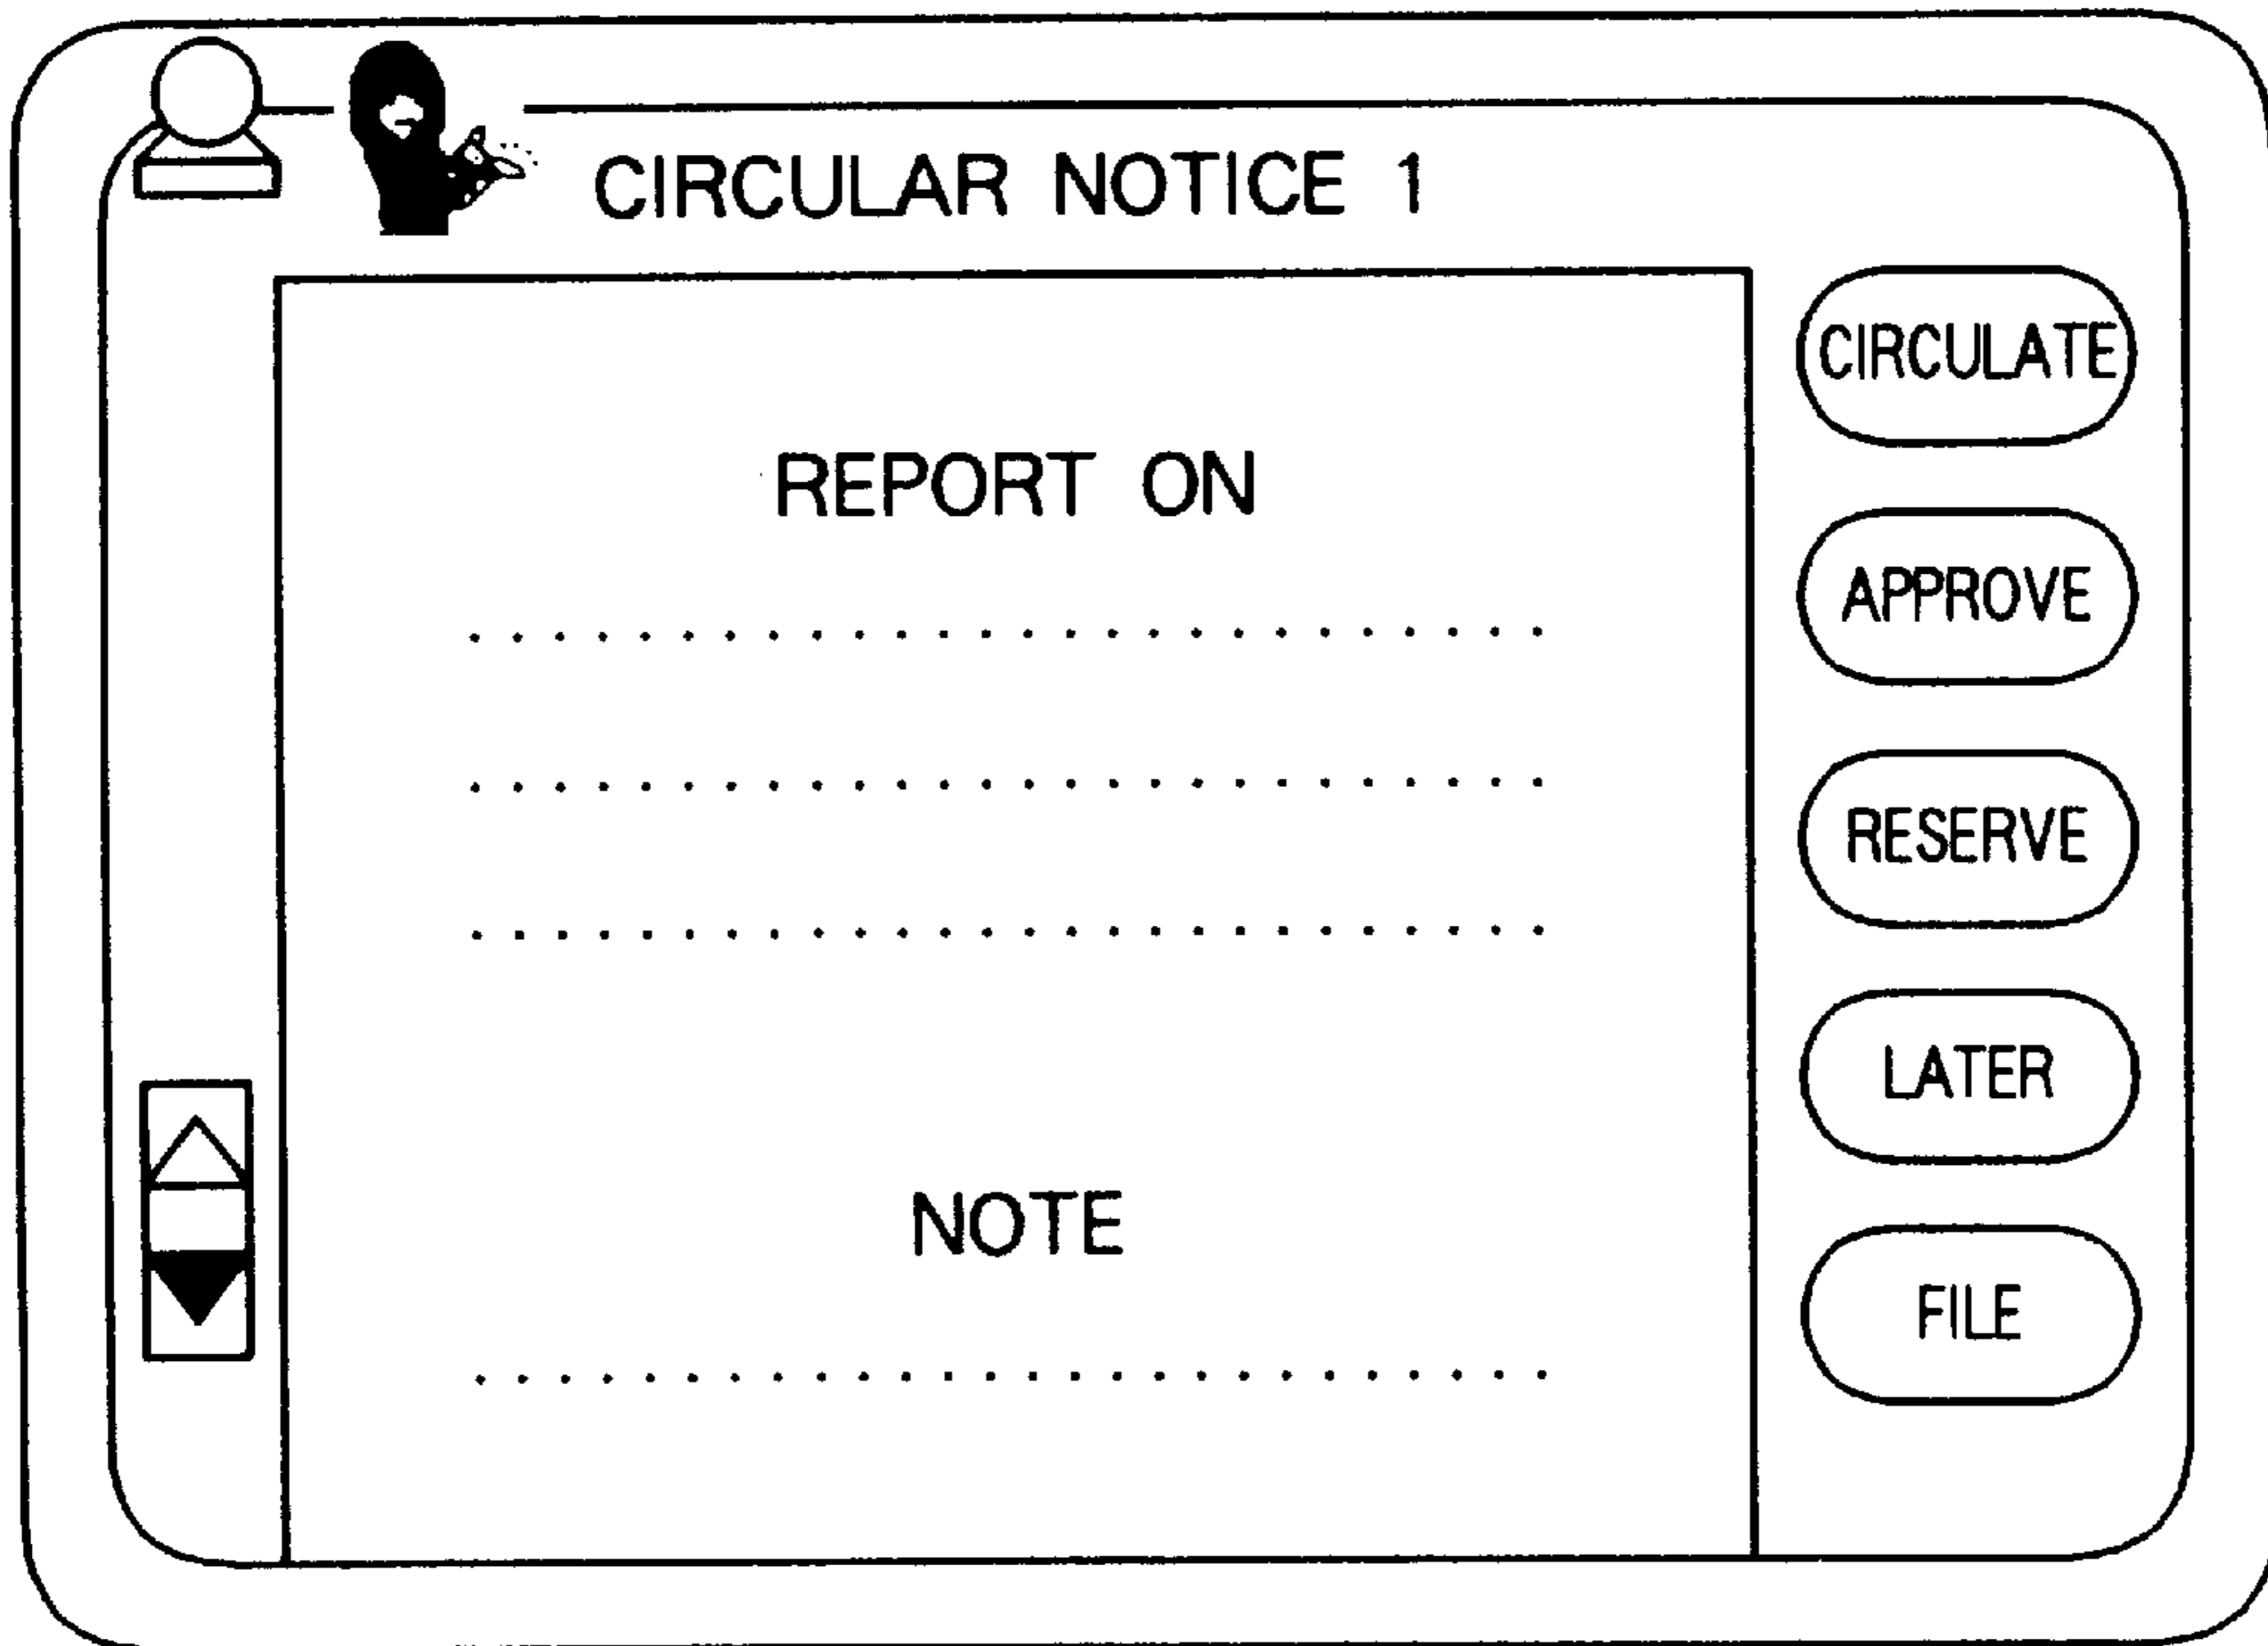 CIRCULAR NOTICE 1
REPORT ON
. . . . . . . . . . . . . . . . . . . . . . . . . .
. . . . . . . . . . . . . . . . . . . . . . . . . .
. . . . . . . . . . . . . . . . . . . . . . . . . .
NOTE
. . . . . . . . . . . . . . . . . . . . . . . . . .
CIRCULATE
APPROVE
RESERVE
LATER
FILE